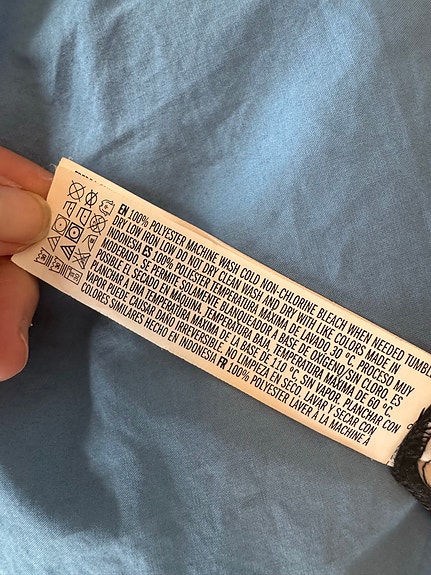 EN 100% POLYESTER MACHINE WASH COLD NON-CHLORINE BLEACH WHEN NEEDED TUMBLE
DRY LOW IRON LOW DO NOT DRY CLEAN WASH AND DRY WITH LIKE COLORS MADE IN
INDONESIA ES 100% POLIESTER TEMPERATURA MÁXIMA DE LAVADO 30 °C. PROCESO MUY
MODERADO. SE PERMITE SOLAMENTE BLANQUEADOR A BASE DE OXÍGENO/SIN CLORO. ES
POSIBLE EL SECADO EN MÁQUINA, TEMPERATURA BAJA, TEMPERATURA MÁXIMA DE 60 °C.
PLANCHAR A UNA TEMPERATURA MÁXIMA DE LA BASE DE 110 °C, SIN VAPOR. PLANCHAR CON
VAPOR PUEDE CAUSAR DAÑO IRREVERSIBLE. NO LIMPIEZA EN SECO. LAVAR Y SECAR CON
COLORES SIMILARES HECHO EN INDONESIA FR 100% POLYESTER LAVER À LA MACHINE À